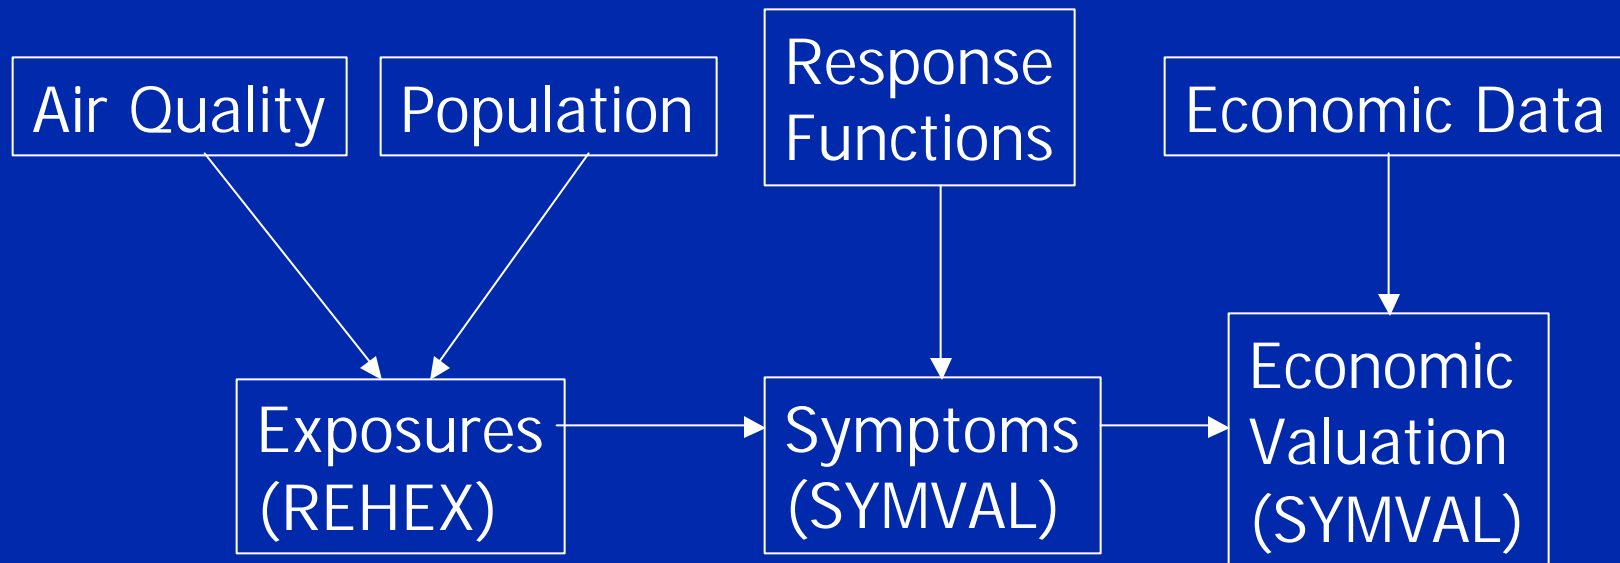 Air Quality
Population
Response
Functions
Economic Data
Exposures
(REHEX)
Symptoms
(SYMVAL)
Economic
Valuation
(SYMVAL)